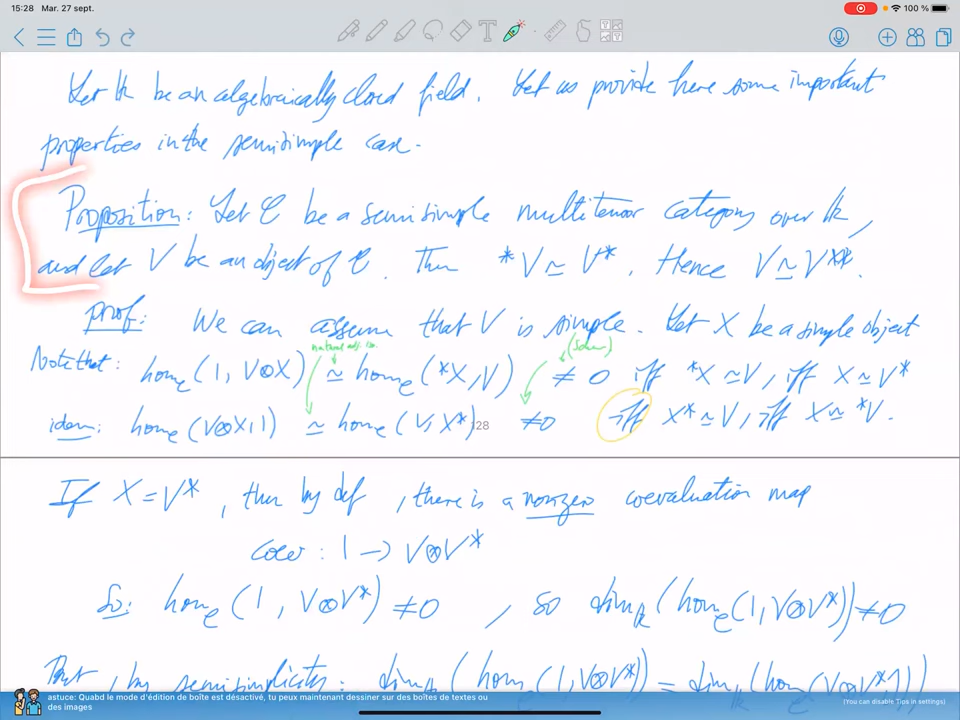 15:28 Mar. 27 sept. 100 %
Let k be an algebraically closed field. Let us provide here some important
properties in the semisimple case.
Proposition: Let C be a semisimple multitensor category over k,
and let V be an object of C. Then *V ≃ V*. Hence V ≃ V**.
proof: We can assume that V is simple. Let X be a simple object
natural adj. iso. (Schur)
Note that: hom_C(1, V⊗X) ≃ hom_C(*X, V) ≠ 0 iff *X ≃ V, iff X ≃ V*
idem: hom_C(V⊗X, 1) ≃ hom_C(V, X*) ≠ 0 iff X* ≃ V, iff X ≃ *V.
128
If X = V*, then by def, there is a nonzero coevaluation map
coev : 1 → V⊗V*
So: hom_C(1, V⊗V*) ≠ 0, so dim_k(hom_C(1, V⊗V*)) ≠ 0
But, by semisimplicity: dim_k(hom_C(1, V⊗V*)) = dim_k(hom_C(V⊗V*, 1))
astuce: Quabd le mode d'édition de boîte est désactivé, tu peux maintenant dessiner sur des boîtes de textes ou
des images
(You can disable Tips in settings)